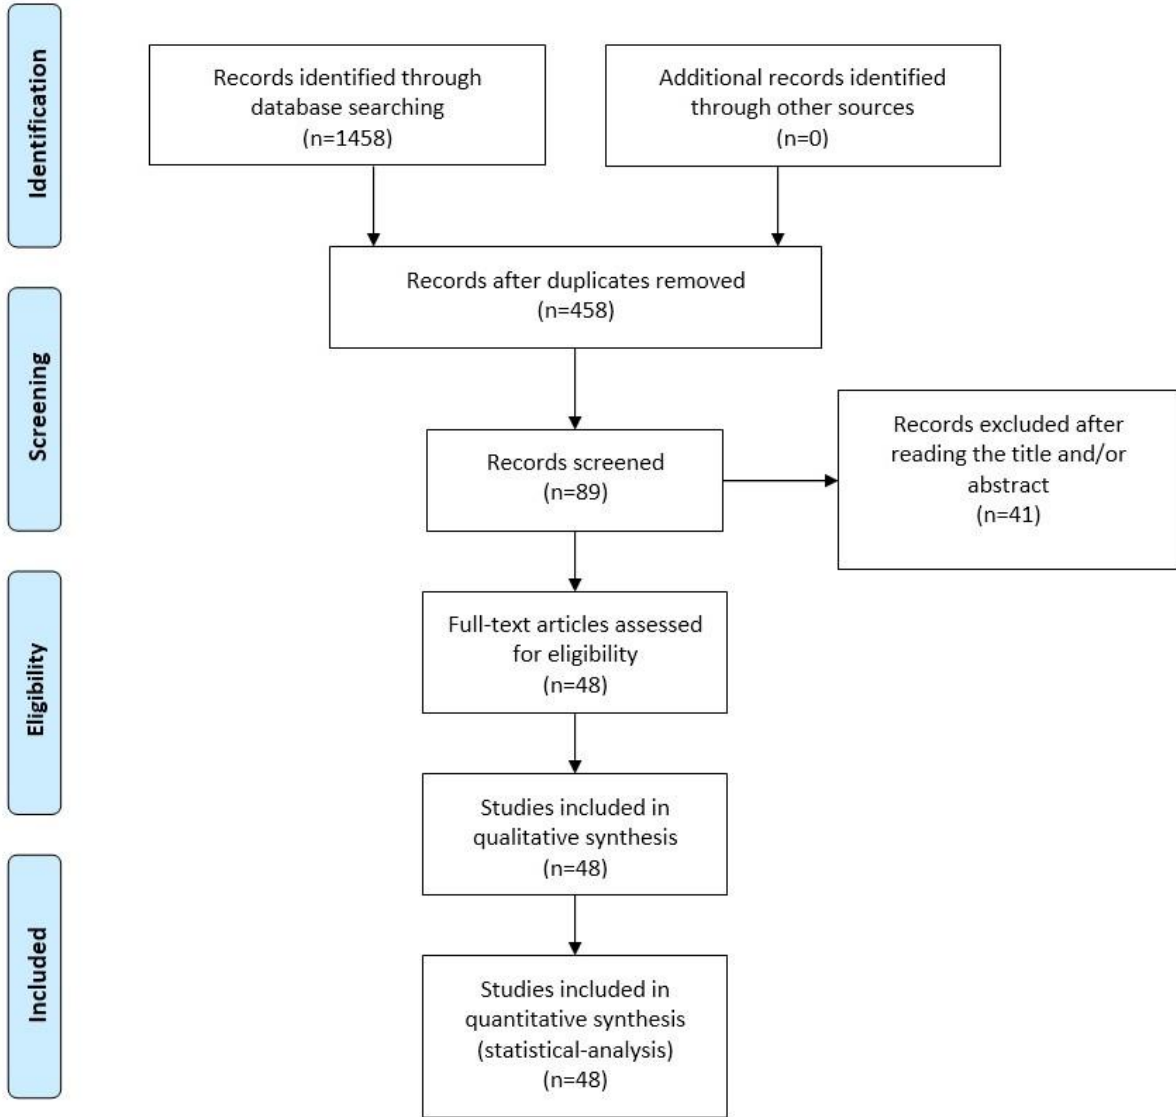 Identification
Records identified through
database searching
(n=1458)
Additional records identified
through other sources
(n=0)
Records after duplicates removed
(n=458)
Screening
Records screened
(n=89)
Records excluded after
reading the title and/or
abstract
(n=41)
Eligibility
Full-text articles assessed
for eligibility
(n=48)
Studies included in
qualitative synthesis
(n=48)
Included
Studies included in
quantitative synthesis
(statistical-analysis)
(n=48)